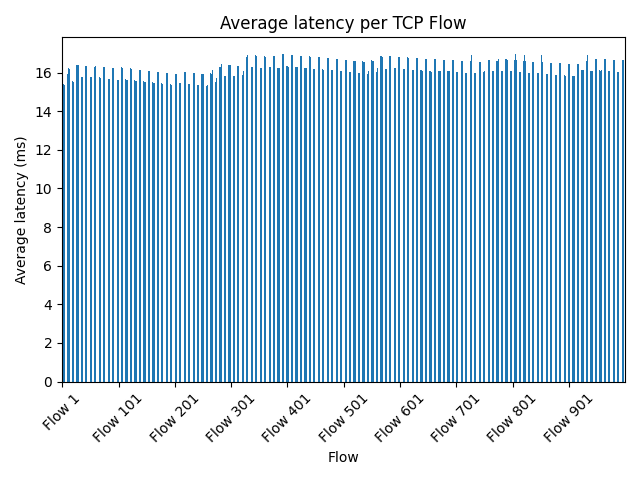 Average latency per TCP Flow
Average latency (ms)
16
14
12
10
8
6
4
2
0
Flow 1
Flow 101
Flow 201
Flow 301
Flow 401
Flow 501
Flow 601
Flow 701
Flow 801
Flow 901
Flow